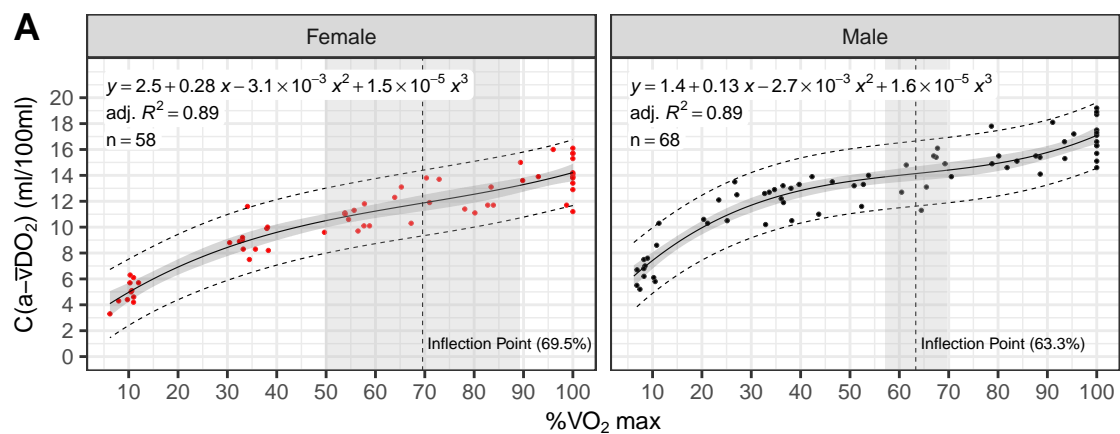 A
Female
Male
y = 2.5 + 0.28 x − 3.1 × 10⁻³ x² + 1.5 × 10⁻⁵ x³
adj. R² = 0.89
n = 58
y = 1.4 + 0.13 x − 2.7 × 10⁻³ x² + 1.6 × 10⁻⁵ x³
adj. R² = 0.89
n = 68
C(a−v̅DO₂) (ml/100ml)
20
18
16
14
12
10
8
6
4
2
0
Inflection Point (69.5%)
Inflection Point (63.3%)
10 20 30 40 50 60 70 80 90 100
10 20 30 40 50 60 70 80 90 100
%VO₂ max